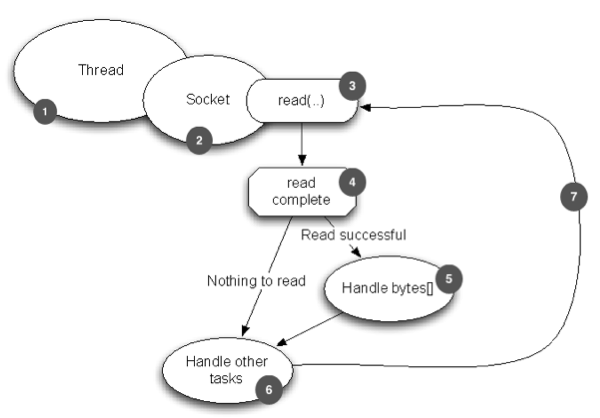 Thread
1
Socket
2
read(..)
3
read
complete
4
Read successful
Nothing to read
Handle bytes[]
5
Handle other
tasks
6
7